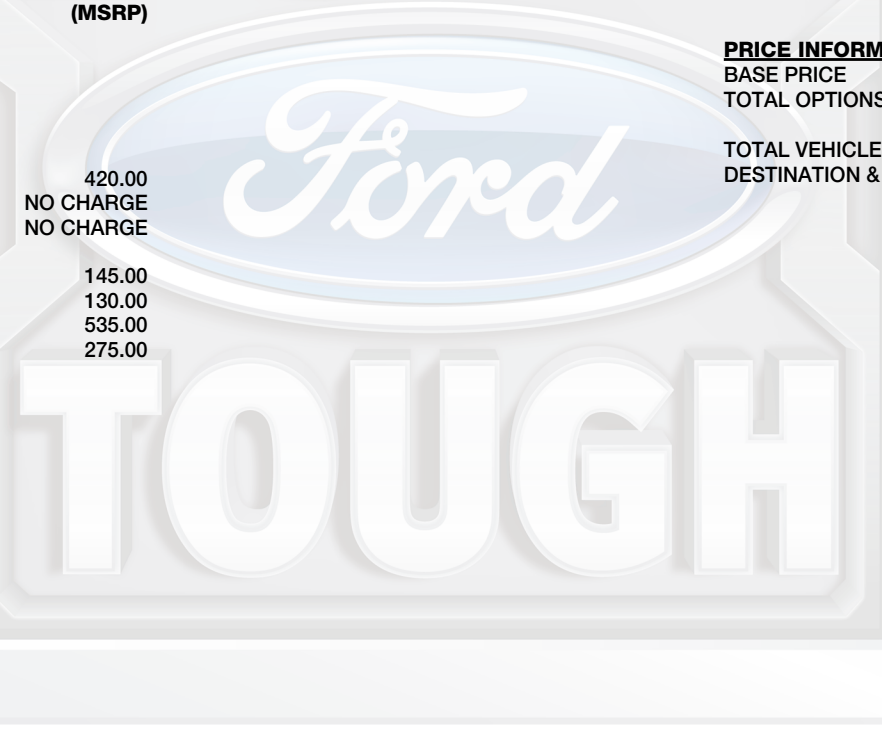 (MSRP)
420.00
NO CHARGE
NO CHARGE
145.00
130.00
535.00
275.00
PRICE INFORM
BASE PRICE
TOTAL OPTIONS
TOTAL VEHICLE
DESTINATION &
Ford
TOUGH